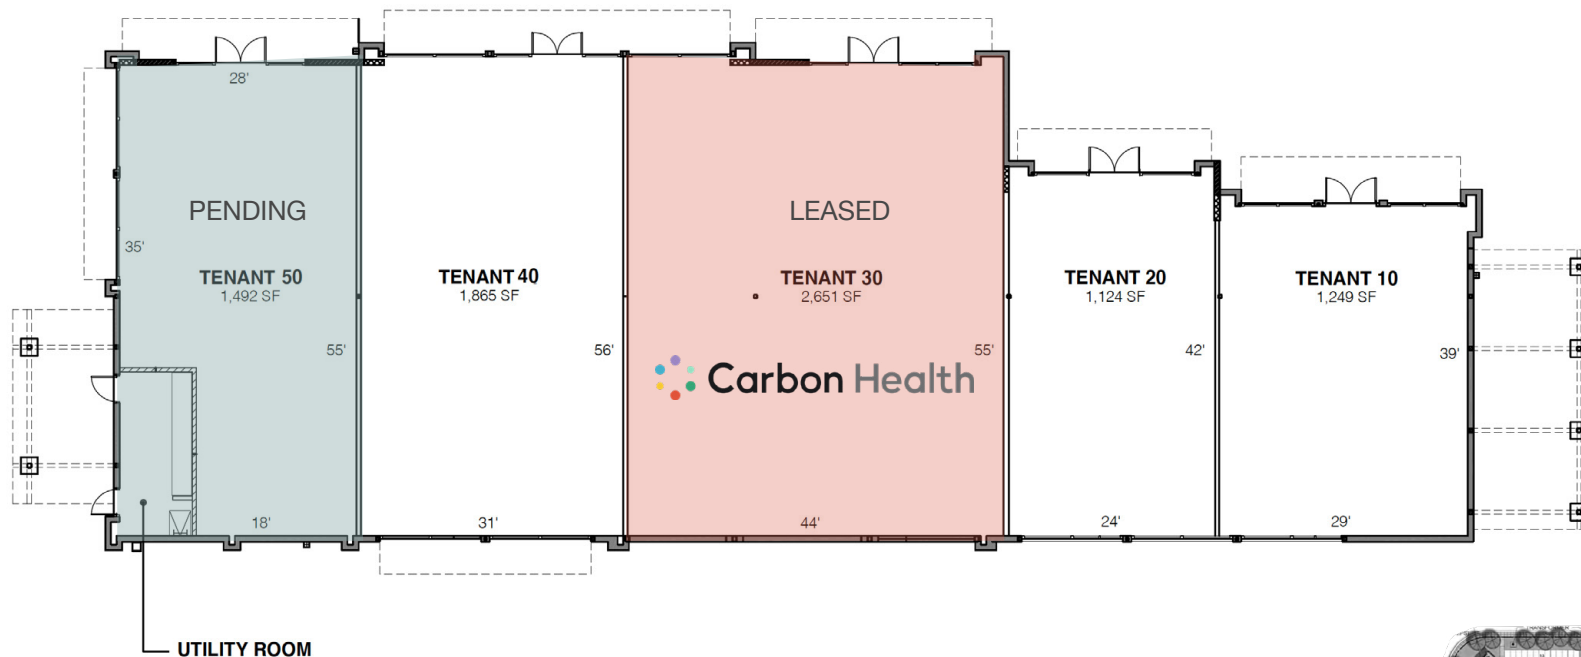 28'
PENDING
LEASED
35'
TENANT 50
1,492 SF
TENANT 40
1,865 SF
TENANT 30
2,651 SF
TENANT 20
1,124 SF
TENANT 10
1,249 SF
55'
56'
55'
42'
39'
Carbon Health
18'
31'
44'
24'
29'
UTILITY ROOM